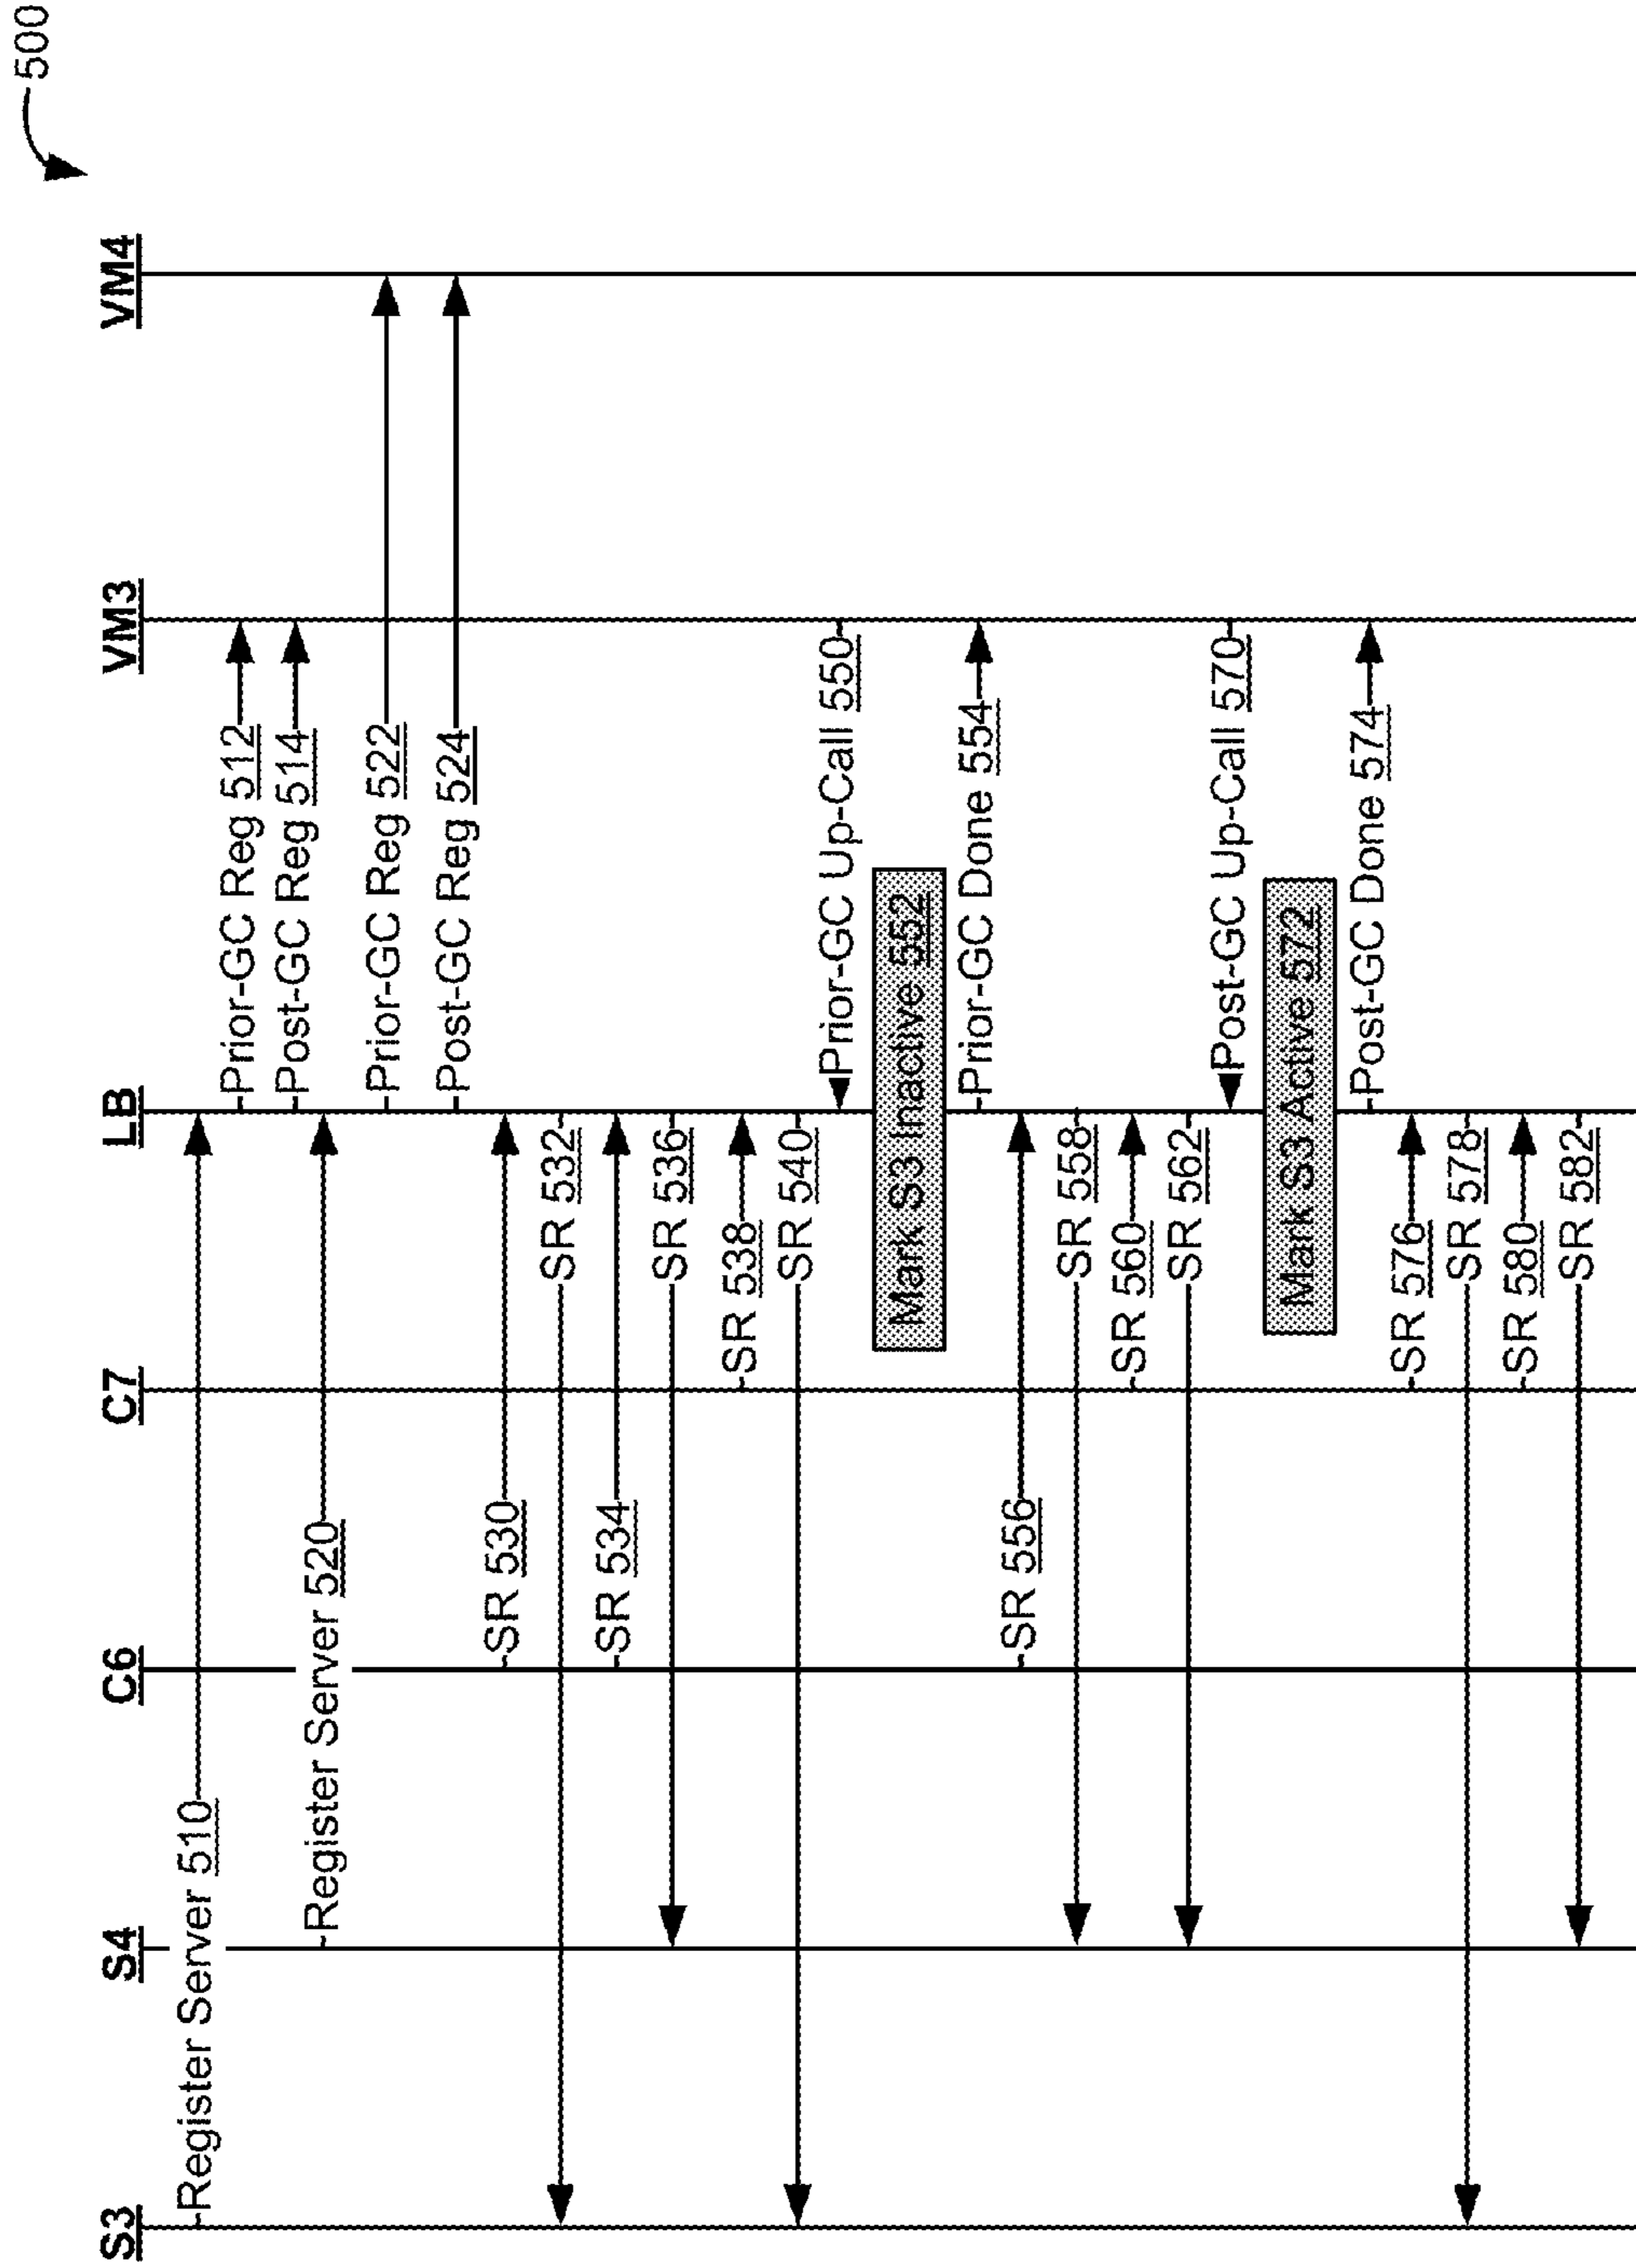 500
S3
S4
C6
C7
LB
VM3
VM4
Register Server 510
Prior-GC Reg 512
Post-GC Reg 514
Register Server 520
Prior-GC Reg 522
Post-GC Reg 524
SR 530
SR 532
SR 534
SR 536
SR 538
SR 540
Prior-GC Up-Call 550
Mark S3 Inactive 552
Prior-GC Done 554
SR 556
SR 558
SR 560
SR 562
Post-GC Up-Call 570
Mark S3 Active 572
Post-GC Done 574
SR 576
SR 578
SR 580
SR 582